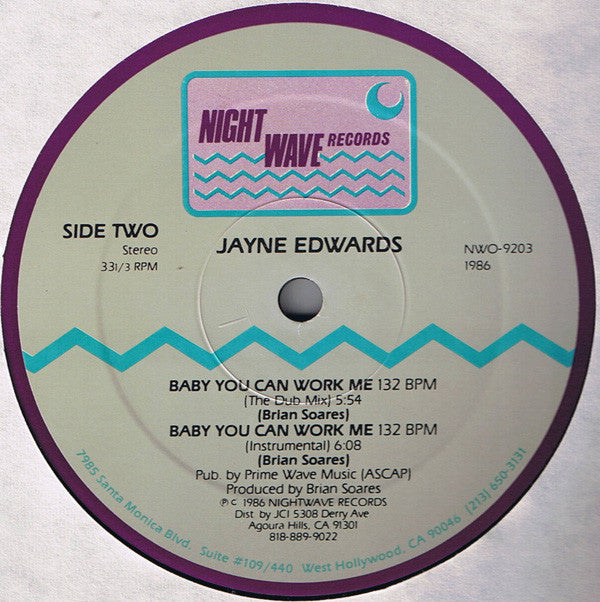 NIGHT
WAVE RECORDS
SIDE TWO
Stereo
331/3 RPM
JAYNE EDWARDS
NWO-9203
1986
BABY YOU CAN WORK ME 132 BPM
(The Dub Mix) 5:54
(Brian Soares)
BABY YOU CAN WORK ME 132 BPM
(Instrumental) 6:08
(Brian Soares)
Pub. by Prime Wave Music (ASCAP)
Produced by Brian Soares
℗ © 1986 NIGHTWAVE RECORDS
Dist. by JCI 5308 Derry Ave
Agoura Hills, CA 91301
818-889-9022
7985 Santa Monica Blvd. Suite #109/440 West Hollywood, CA 90046 (213) 650-3131